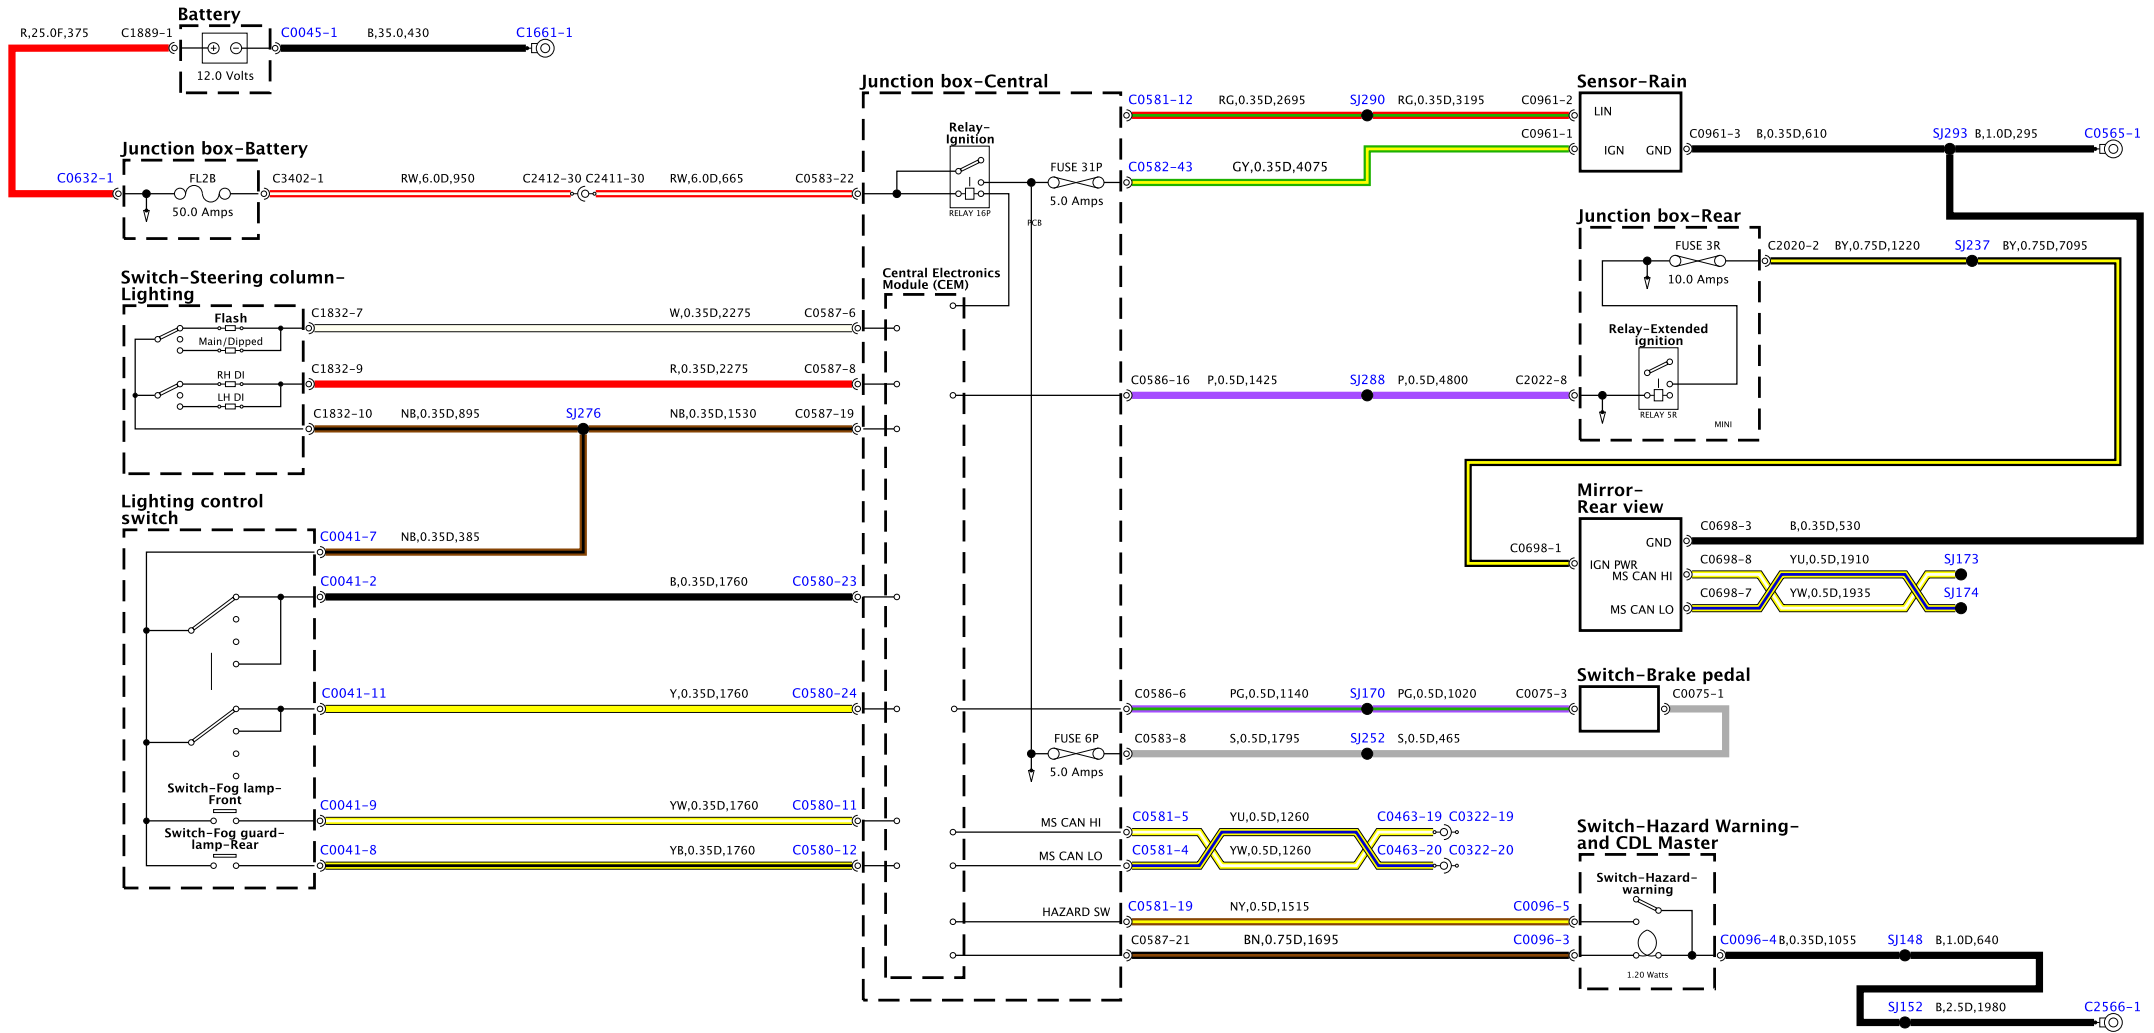 Battery
R,25.0F,375
C1889-1
C0045-1
B,35.0,430
C1661-1
12.0 Volts
Junction box-Battery
C0632-1
FL2B
50.0 Amps
C3402-1
RW,6.0D,950
C2412-30
C2411-30
RW,6.0D,665
C0583-22
Switch-Steering column-
Lighting
Flash
Main/Dipped
RH DI
LH DI
C1832-7
W,0.35D,2275
C0587-6
C1832-9
R,0.35D,2275
C0587-8
C1832-10
NB,0.35D,895
SJ276
NB,0.35D,1530
C0587-19
Lighting control
switch
C0041-7
NB,0.35D,385
C0041-2
B,0.35D,1760
C0580-23
C0041-11
Y,0.35D,1760
C0580-24
Switch-Fog lamp-
Front
C0041-9
YW,0.35D,1760
C0580-11
Switch-Fog guard-
lamp-Rear
C0041-8
YB,0.35D,1760
C0580-12
Junction box-Central
Relay-
Ignition
RELAY 16P
FUSE 31P
5.0 Amps
PCB
Central Electronics
Module (CEM)
FUSE 6P
5.0 Amps
MS CAN HI
MS CAN LO
HAZARD SW
C0581-12
RG,0.35D,2695
SJ290
RG,0.35D,3195
C0961-2
C0582-43
GY,0.35D,4075
C0961-1
Sensor-Rain
LIN
IGN
GND
C0961-3
B,0.35D,610
SJ293
B,1.0D,295
C0565-1
Junction box-Rear
FUSE 3R
10.0 Amps
C2020-2
BY,0.75D,1220
SJ237
BY,0.75D,7095
Relay-Extended
ignition
RELAY 5R
MINI
C0586-16
P,0.5D,1425
SJ288
P,0.5D,4800
C2022-8
Mirror-
Rear view
C0698-1
GND
IGN PWR
MS CAN HI
MS CAN LO
C0698-3
B,0.35D,530
C0698-8
YU,0.5D,1910
SJ173
C0698-7
YW,0.5D,1935
SJ174
Switch-Brake pedal
C0586-6
PG,0.5D,1140
SJ170
PG,0.5D,1020
C0075-3
C0075-1
C0583-8
S,0.5D,1795
SJ252
S,0.5D,465
C0581-5
YU,0.5D,1260
C0463-19
C0322-19
C0581-4
YW,0.5D,1260
C0463-20
C0322-20
Switch-Hazard Warning-
and CDL Master
Switch-Hazard-
warning
1.20 Watts
C0581-19
NY,0.5D,1515
C0096-5
C0587-21
BN,0.75D,1695
C0096-3
C0096-4
B,0.35D,1055
SJ148
B,1.0D,640
SJ152
B,2.5D,1980
C2566-1